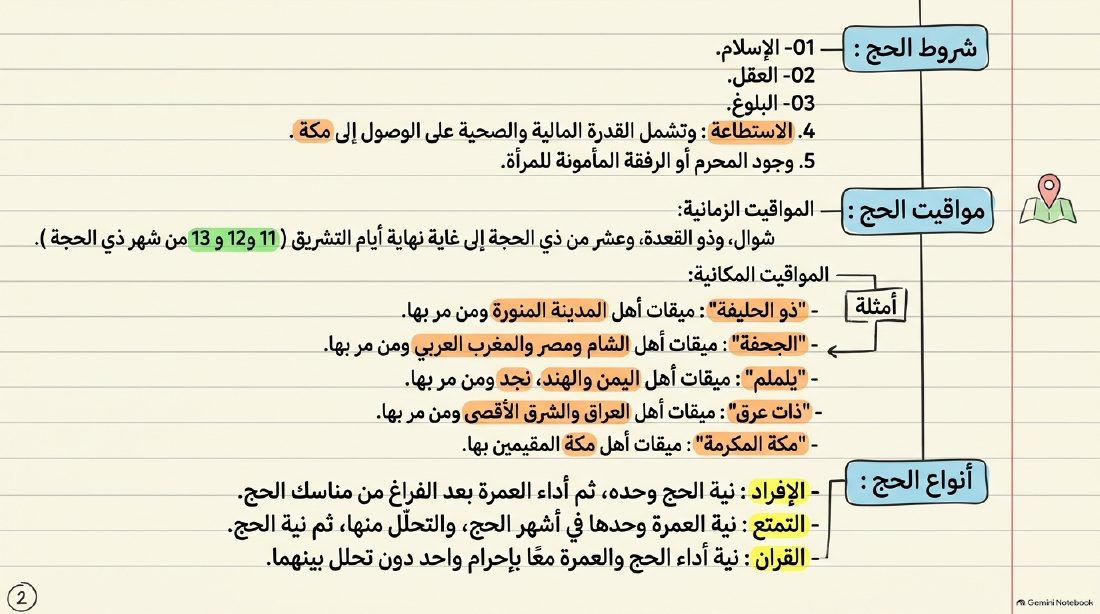 شروط الحج :
01- الإسلام.
02- العقل.
03- البلوغ.
4. الاستطاعة : وتشمل القدرة المالية والصحية على الوصول إلى مكة .
5. وجود المحرم أو الرفقة المأمونة للمرأة.
مواقيت الحج :
المواقيت الزمانية:
شوال، وذو القعدة، وعشر من ذي الحجة إلى غاية نهاية أيام التشريق ( 11 و12 و 13 من شهر ذي الحجة ).
المواقيت المكانية:
أمثلة
- "ذو الحليفة" : ميقات أهل المدينة المنورة ومن مر بها.
- "الجحفة" : ميقات أهل الشام ومصر والمغرب العربي ومن مر بها.
- "يلملم" : ميقات أهل اليمن والهند، نجد ومن مر بها.
- "ذات عرق" : ميقات أهل العراق والشرق الأقصى ومن مر بها.
- "مكة المكرمة" : ميقات أهل مكة المقيمين بها.
أنواع الحج :
- الإفراد : نية الحج وحده، ثم أداء العمرة بعد الفراغ من مناسك الحج.
- التمتع : نية العمرة وحدها في أشهر الحج، والتحلّل منها، ثم نية الحج.
- القران : نية أداء الحج والعمرة معًا بإحرام واحد دون تحلل بينهما.
2
Gemini Notebook